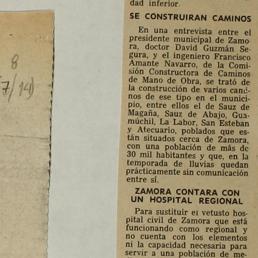 8
7/14)
dad inferior.
SE CONSTRUIRAN CAMINOS
En una entrevista entre el
presidente municipal de Zamo
ra, doctor David Guzmán Se
gura, y el ingeniero Francisco
Amante Navarro, de la Comi
sión Constructora de Caminos
de Mano de Obra, se trató de
la construcción de varios cami
nos de ese tipo en el munici
pio, entre ellos el de Sauz de
Magaña, Sauz de Abajo, Gua
múchil, La Labor, San Esteban
y Atecuario, poblados que es
tán situados cerca de Zamora,
con una población de más de
30 mil habitantes y que, en la
temporada de lluvias quedan
prácticamente sin comunicación
entre sí.
ZAMORA CONTARA CON
UN HOSPITAL REGIONAL
Para sustituir el vetusto hos
pital civil de Zamora que está
funcionando como regional y
no cuenta con los elementos
ni la capacidad necesaria para
servir a una población de me